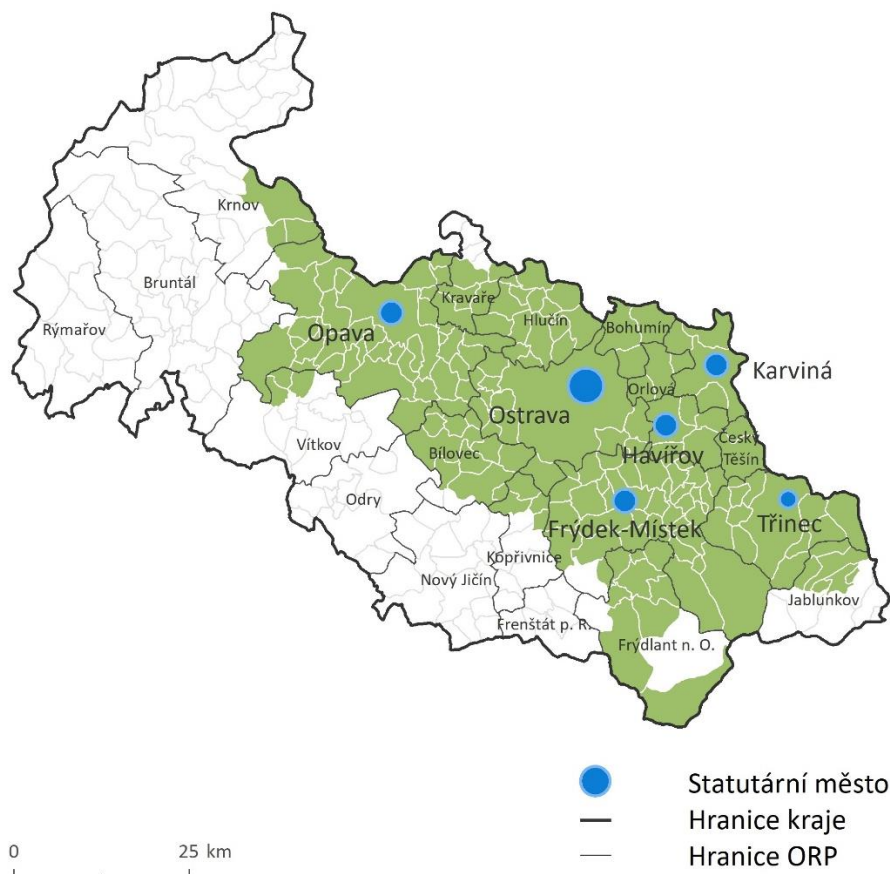 Krnov
Bruntál
Rýmařov
Kravaře
Opava
Hlučín
Bohumín
Karviná
Orlová
Ostrava
Havířov
Český
Těšín
Vítkov
Bílovec
Odry
Frýdek-Místek
Třinec
Kopřivnice
Nový Jičín
Jablunkov
Frenštát p. R.
Frýdlant n. O.
Statutární město
Hranice kraje
0 25 km
Hranice ORP